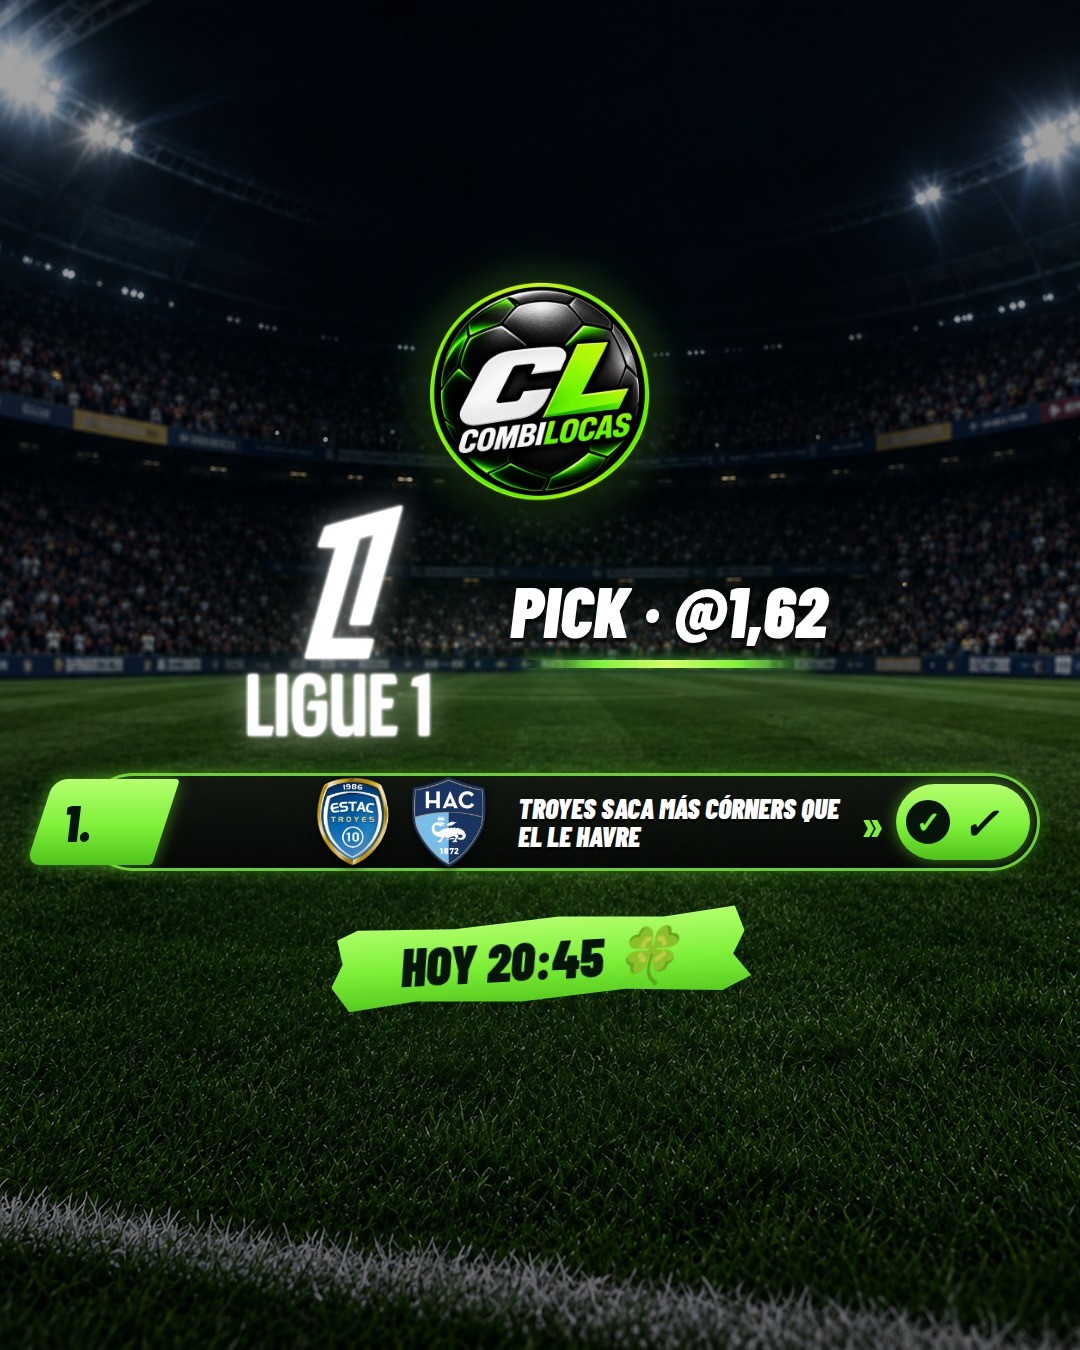 CL
COMBILOCAS
LIGUE 1
PICK · @1,62
1.
1986
ESTAC
TROYES
10
HAC
1872
TROYES SACA MÁS CÓRNERS QUE
EL LE HAVRE
» ✓ ✓
HOY 20:45 🍀